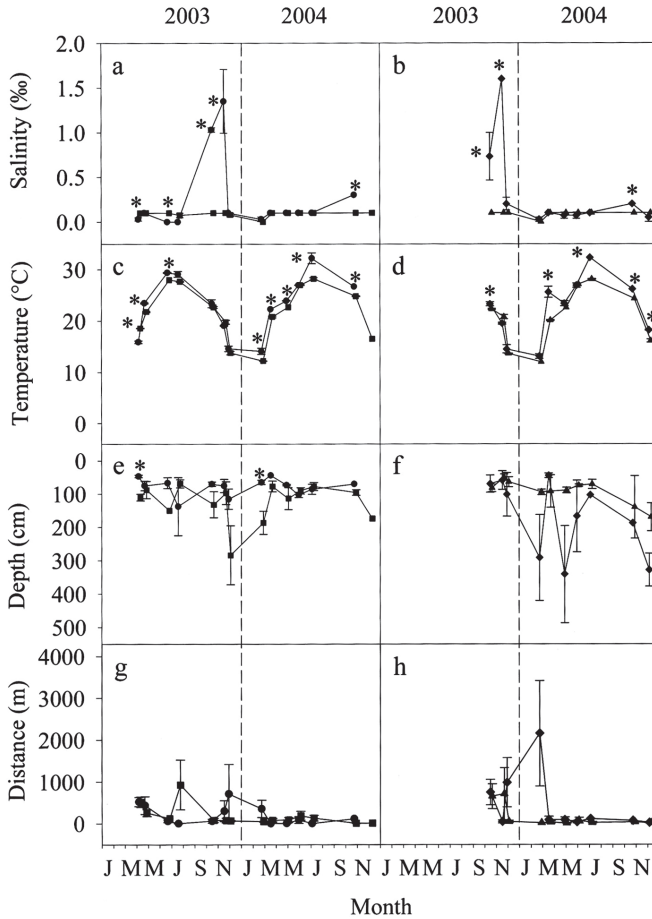 2003 2004 2003 2004
a b
Salinity (‰)
2.0
1.5
1.0
0.5
0.0
* * * * * * * *
c d
Temperature (°C)
30
20
10
0
* * * * * * * * * * * *
e f
Depth (cm)
0
100
200
300
400
500
* *
g h
Distance (m)
4000
3000
2000
1000
0
J M M J S N J M M J S N J M M J S N J M M J S N
Month